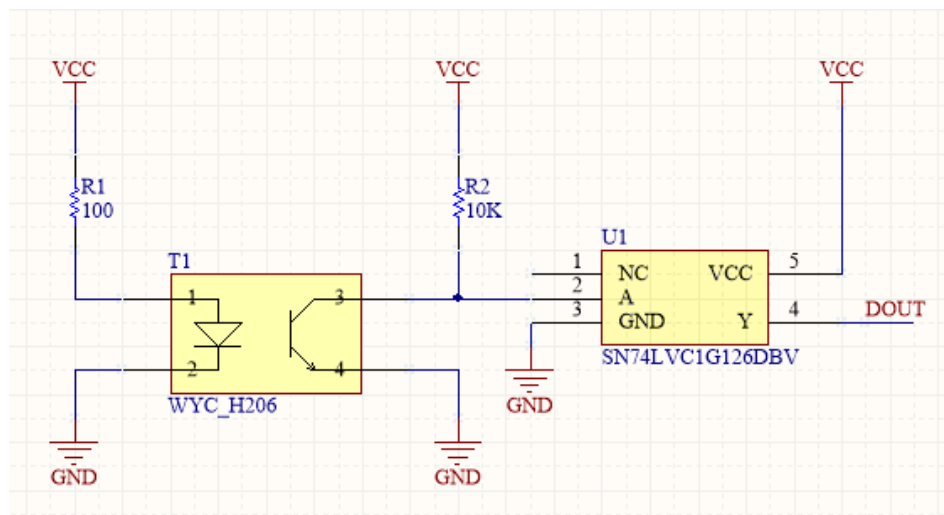 VCC
VCC
VCC
R1
100
R2
10K
U1
T1
1
NC
VCC
5
2
A
1
3
3
GND
Y
4
DOUT
SN74LVC1G126DBV
2
4
WYC_H206
GND
GND
GND